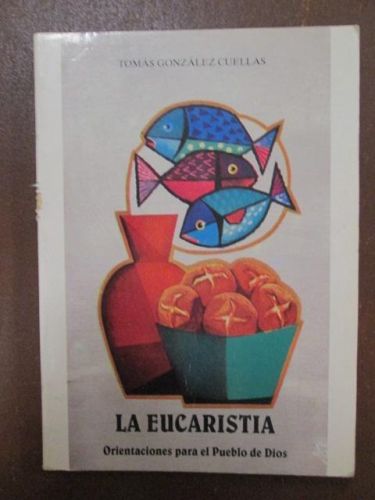 TOMÁS GONZÁLEZ CUELLAS
LA EUCARISTIA
Orientaciones para el Pueblo de Dios